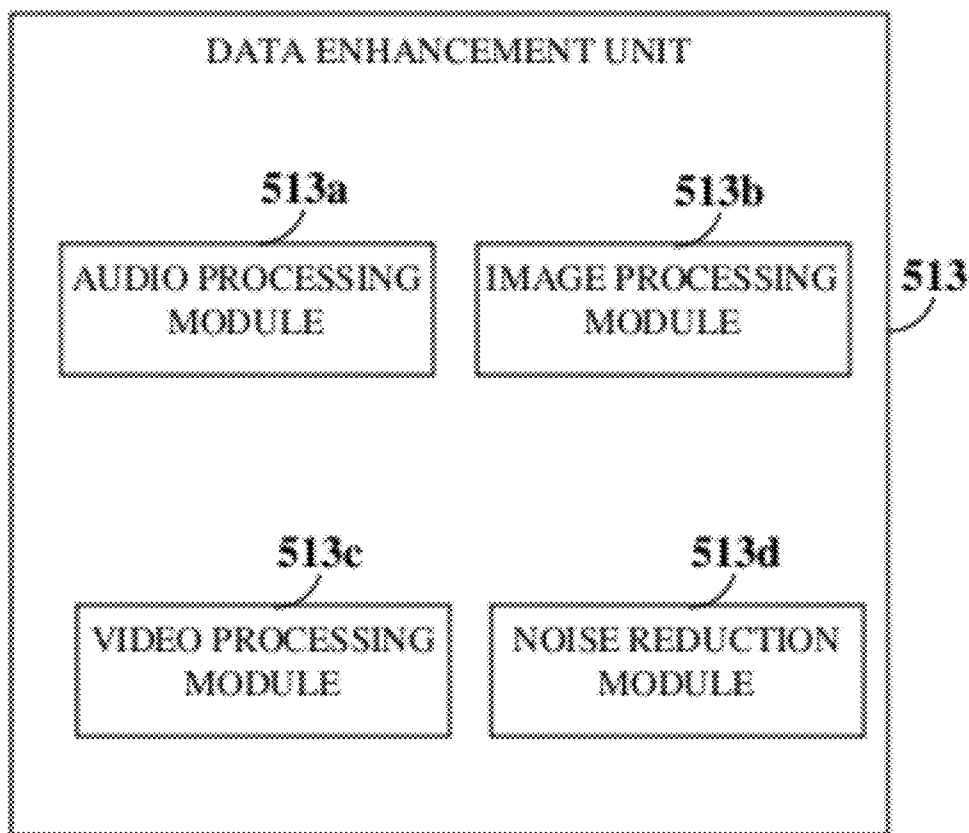 DATA ENHANCEMENT UNIT
513a
513b
AUDIO PROCESSING
MODULE
IMAGE PROCESSING
MODULE
513
513c
513d
VIDEO PROCESSING
MODULE
NOISE REDUCTION
MODULE